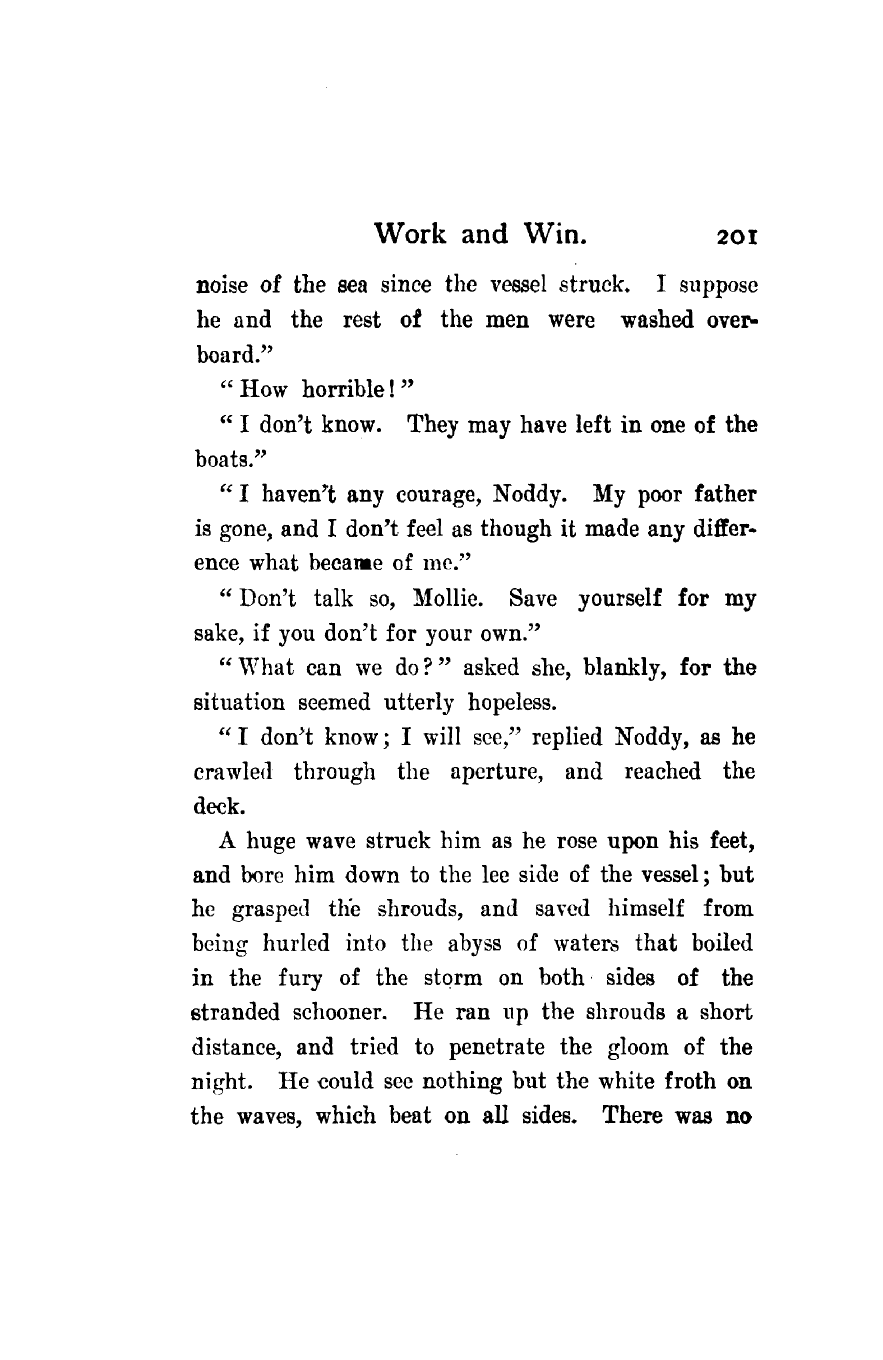 Work and Win. 201
noise of the sea since the vessel struck. I suppose
he and the rest of the men were washed over-
board.”
“How horrible!”
“I don’t know. They may have left in one of the
boats.”
“I haven’t any courage, Noddy. My poor father
is gone, and I don’t feel as though it made any differ-
ence what became of me.”
“Don’t talk so, Mollie. Save yourself for my
sake, if you don’t for your own.”
“What can we do?” asked she, blankly, for the
situation seemed utterly hopeless.
“I don’t know; I will see,” replied Noddy, as he
crawled through the aperture, and reached the
deck.
A huge wave struck him as he rose upon his feet,
and bore him down to the lee side of the vessel; but
he grasped the shrouds, and saved himself from
being hurled into the abyss of waters that boiled
in the fury of the storm on both sides of the
stranded schooner. He ran up the shrouds a short
distance, and tried to penetrate the gloom of the
night. He could see nothing but the white froth on
the waves, which beat on all sides. There was no